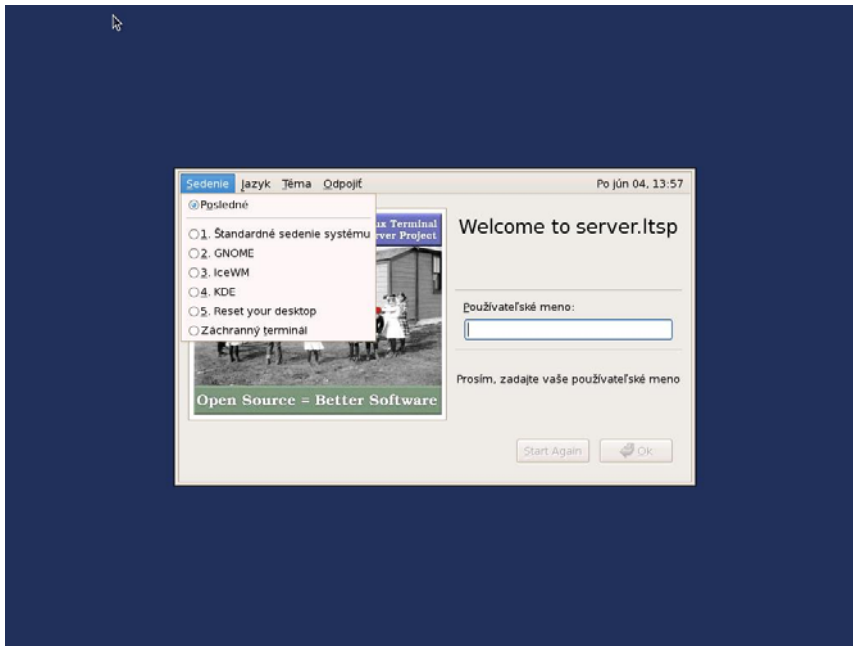 Sedenie Jazyk Téma Odpojiť
Po jún 04, 13:57
Posledné
1. Štandardné sedenie systému
2. GNOME
3. IceWM
4. KDE
5. Reset your desktop
Záchranný terminál
Terminal
Project
Open Source = Better Software
Welcome to server.ltsp
Používateľské meno:
Prosím, zadajte vaše používateľské meno
Start Again
Ok